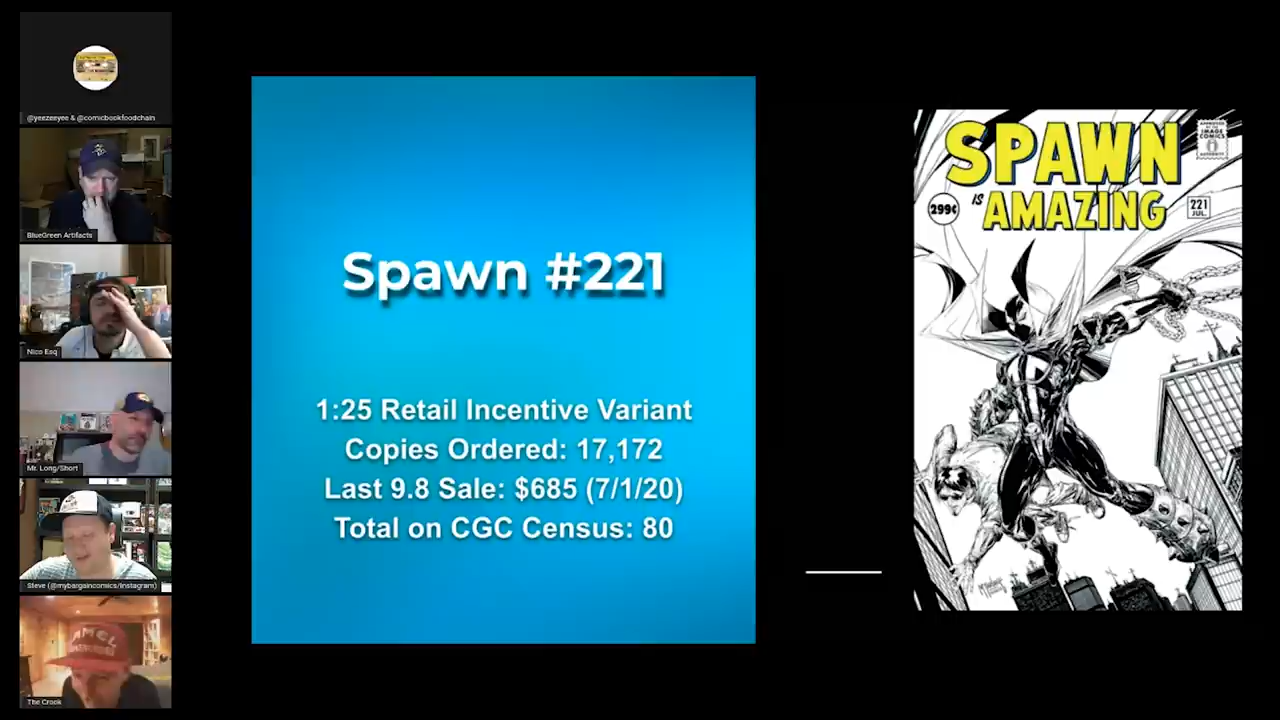 @yeezeeyee & @comicbookfoodchain
BlueGreen Artifacts
Nico Esq
Mr. Long/Short
Steve (@mybargaincomics/Instagram)
The Crook
Spawn #221
1:25 Retail Incentive Variant
Copies Ordered: 17,172
Last 9.8 Sale: $685 (7/1/20)
Total on CGC Census: 80
SPAWN
IS
AMAZING
299¢
221
JUL.
IMAGE
COMICS
CAMEL